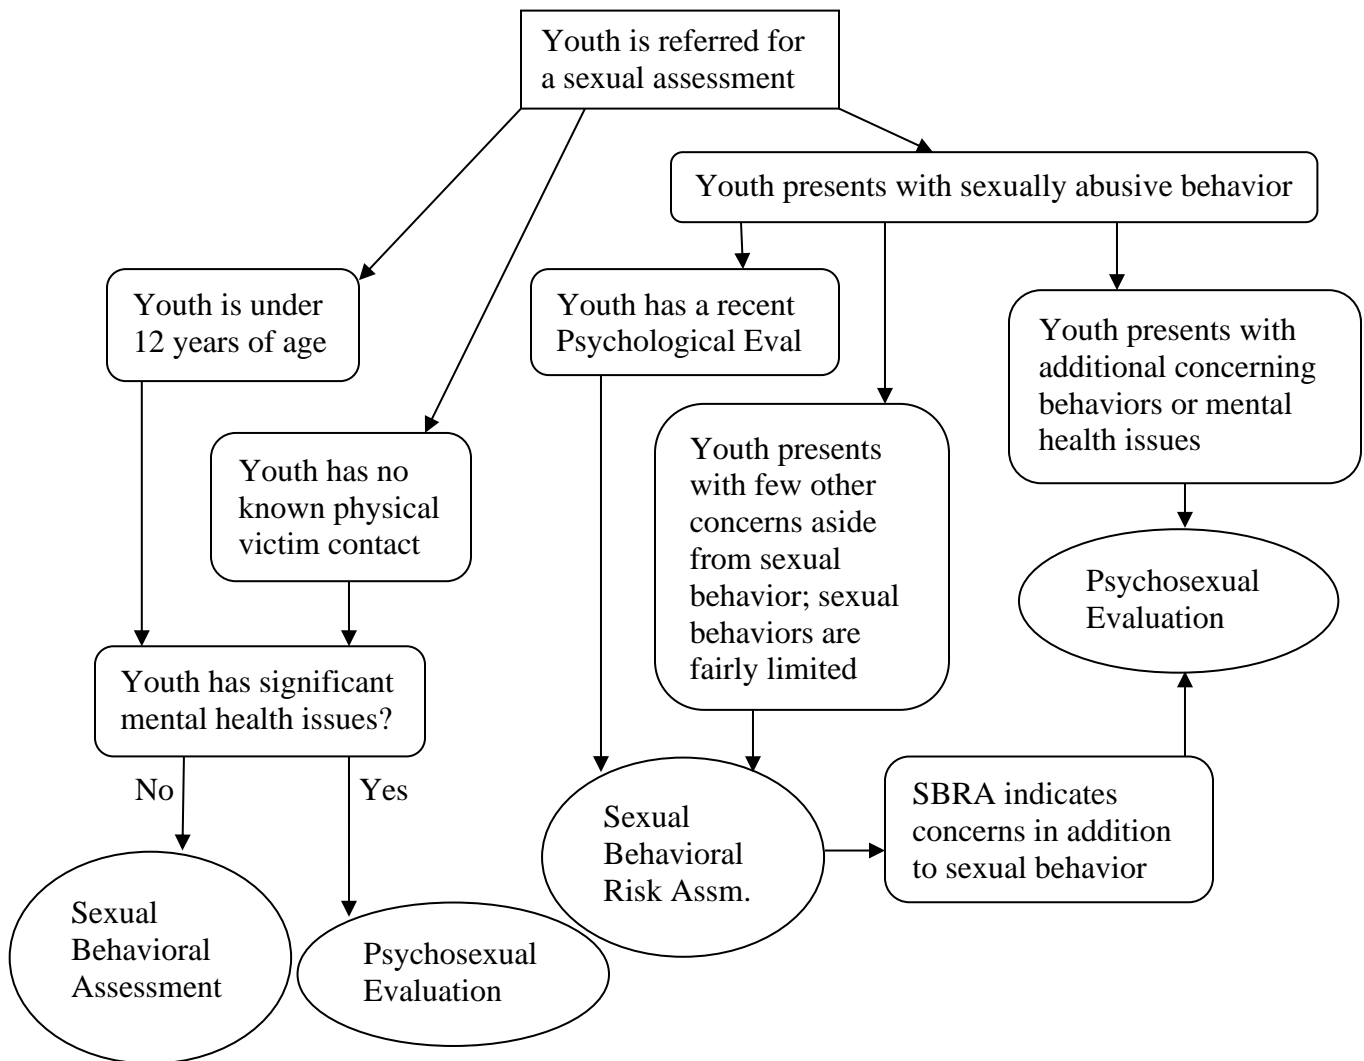 Youth is referred for
a sexual assessment
Youth presents with sexually abusive behavior
Youth is under
12 years of age
Youth has a recent
Psychological Eval
Youth presents with
additional concerning
behaviors or mental
health issues
Youth has no
known physical
victim contact
Youth presents
with few other
concerns aside
from sexual
behavior; sexual
behaviors are
fairly limited
Psychosexual
Evaluation
Youth has significant
mental health issues?
No
Yes
Sexual
Behavioral
Risk Assm.
SBRA indicates
concerns in addition
to sexual behavior
Sexual
Behavioral
Assessment
Psychosexual
Evaluation